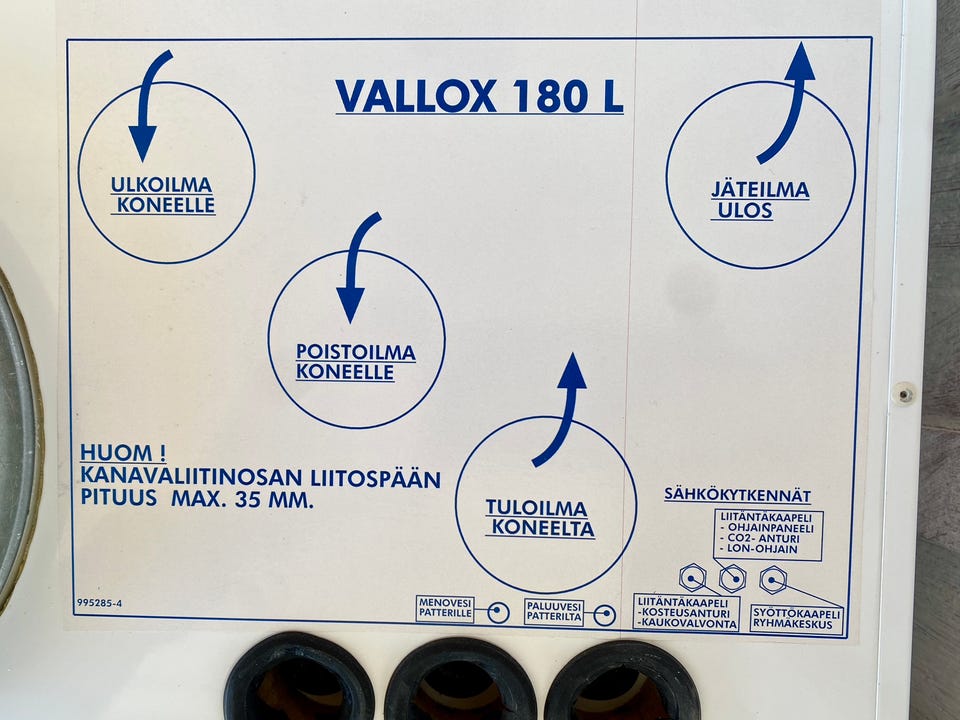 VALLOX 180 L
ULKOILMA
KONEELLE
JÄTEILMA
ULOS
POISTOILMA
KONEELLE
HUOM !
KANAVALIITINOSAN LIITOSPÄÄN
PITUUS MAX. 35 MM.
TULOILMA
KONEELTA
SÄHKÖKYTKENNÄT
LIITÄNTÄKAAPELI
- OHJAINPANEELI
- CO2- ANTURI
- LON-OHJAIN
995285-4
MENOVESI
PATTERILLE
PALUUVESI
PATTERILTA
LIITÄNTÄKAAPELI
-KOSTEUSANTURI
-KAUKOVALVONTA
SYÖTTÖKAAPELI
RYHMÄKESKUS